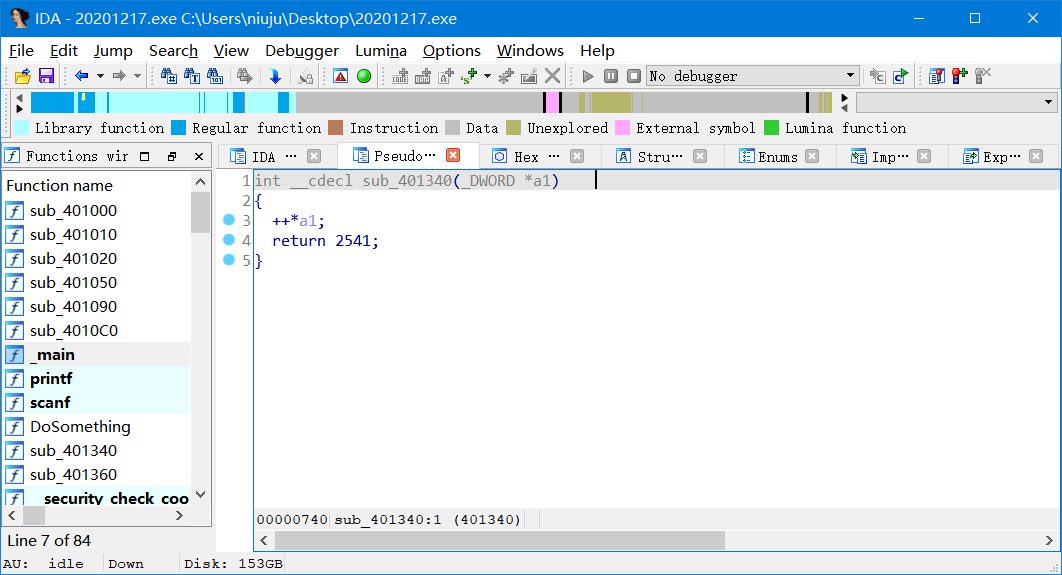 IDA - 20201217.exe C:\Users\niuju\Desktop\20201217.exe
File Edit Jump Search View Debugger Lumina Options Windows Help
No debugger
Library function Regular function Instruction Data Unexplored External symbol Lumina function
Functions wir
IDA ··· Pseudo··· Hex ··· Stru··· Enums Imp··· Exp···
Function name
sub_401000
sub_401010
sub_401020
sub_401050
sub_401090
sub_4010C0
_main
printf
scanf
DoSomething
sub_401340
sub_401360
__security_check_coo
Line 7 of 84
1 int __cdecl sub_401340(_DWORD *a1)
2 {
3 ++*a1;
4 return 2541;
5 }
00000740 sub_401340:1 (401340)
AU: idle Down Disk: 153GB